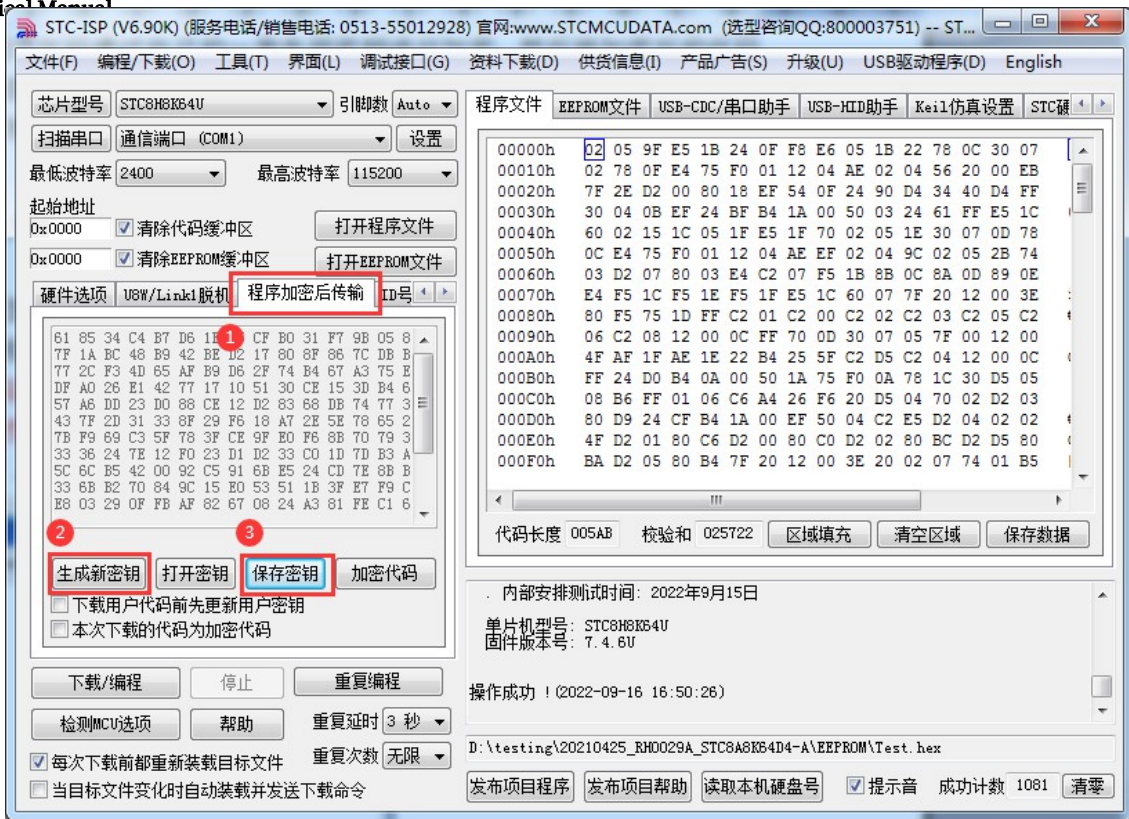 STC-ISP (V6.90K) (服务电话/销售电话: 0513-55012928) 官网:www.STCMCUDATA.com (选型咨询QQ:800003751) -- ST...
文件(F) 编程/下载(O) 工具(T) 界面(L) 调试接口(G) 资料下载(D) 供货信息(I) 产品广告(S) 升级(U) USB驱动程序(D) English
芯片型号 STC8H8K64U 引脚数 Auto
扫描串口 通信端口 (COM1) 设置
最低波特率 2400 最高波特率 115200
起始地址
0x0000 清除代码缓冲区 打开程序文件
0x0000 清除EEPROM缓冲区 打开EEPROM文件
硬件选项 U8W/Link1脱机 程序加密后传输 ID号
1
61 85 34 C4 B7 D6 CF B0 31 F7 9B 05 8
7F 1A BC 48 B9 42 BE D2 17 80 8F 86 7C DB B
77 2C F3 4D 65 AF B9 D6 2F 74 B4 67 A3 75 E
DF A0 26 E1 42 77 17 10 51 30 CE 15 3D B4 6
57 A6 DD 23 D0 88 CE 12 D2 83 68 DB 74 77 3
43 7F 2D 31 33 8F 29 F6 18 A7 2E 5E 78 65 2
7B F9 69 C3 5F 78 3F CE 9F E0 F6 8B 70 79 3
33 36 24 7E 12 F0 23 D1 D2 33 C0 1D 7D B3 A
5C 6C B5 42 00 92 C5 91 6B E5 24 CD 7E 8B B
33 6B B2 70 84 9C 15 E0 53 51 1B 3F E7 F9 C
E8 03 29 0F FB AF 82 67 08 24 A3 81 FE C1 6
2 3
生成新密钥 打开密钥 保存密钥 加密代码
下载用户代码前先更新用户密钥
本次下载的代码为加密代码
下载/编程 停止 重复编程
检测MCU选项 帮助 重复延时 3 秒
每次下载前都重新装载目标文件 重复次数 无限
当目标文件变化时自动装载并发送下载命令
程序文件 EEPROM文件 USB-CDC/串口助手 USB-HID助手 Keil仿真设置 STC硬
00000h 02 05 9F E5 1B 24 0F F8 E6 05 1B 22 78 0C 30 07
00010h 02 78 0F E4 75 F0 01 12 04 AE 02 04 56 20 00 EB
00020h 7F 2E D2 00 80 18 EF 54 0F 24 90 D4 34 40 D4 FF
00030h 30 04 0B EF 24 BF B4 1A 00 50 03 24 61 FF E5 1C
00040h 60 02 15 1C 05 1F E5 1F 70 02 05 1E 30 07 0D 78
00050h 0C E4 75 F0 01 12 04 AE EF 02 04 9C 02 05 2B 74
00060h 03 D2 07 80 03 E4 C2 07 F5 1B 8B 0C 8A 0D 89 0E
00070h E4 F5 1C F5 1E F5 1F E5 1C 60 07 7F 20 12 00 3E
00080h 80 F5 75 1D FF C2 01 C2 00 C2 02 C2 03 C2 05 C2
00090h 06 C2 08 12 00 0C FF 70 0D 30 07 05 7F 00 12 00
000A0h 4F AF 1F AE 1E 22 B4 25 5F C2 D5 C2 04 12 00 0C
000B0h FF 24 D0 B4 0A 00 50 1A 75 F0 0A 78 1C 30 D5 05
000C0h 08 B6 FF 01 06 C6 A4 26 F6 20 D5 04 70 02 D2 03
000D0h 80 D9 24 CF B4 1A 00 EF 50 04 C2 E5 D2 04 02 02
000E0h 4F D2 01 80 C6 D2 00 80 C0 D2 02 80 BC D2 D5 80
000F0h BA D2 05 80 B4 7F 20 12 00 3E 20 02 07 74 01 B5
代码长度 005AB 校验和 025722 区域填充 清空区域 保存数据
. 内部安排测试时间: 2022年9月15日
单片机型号: STC8H8K64U
固件版本号: 7.4.6U
操作成功 !(2022-09-16 16:50:26)
D:\testing\20210425_RH0029A_STC8A8K64D4-A\EEPROM\Test.hex
发布项目程序 发布项目帮助 读取本机硬盘号 提示音 成功计数 1081 清零